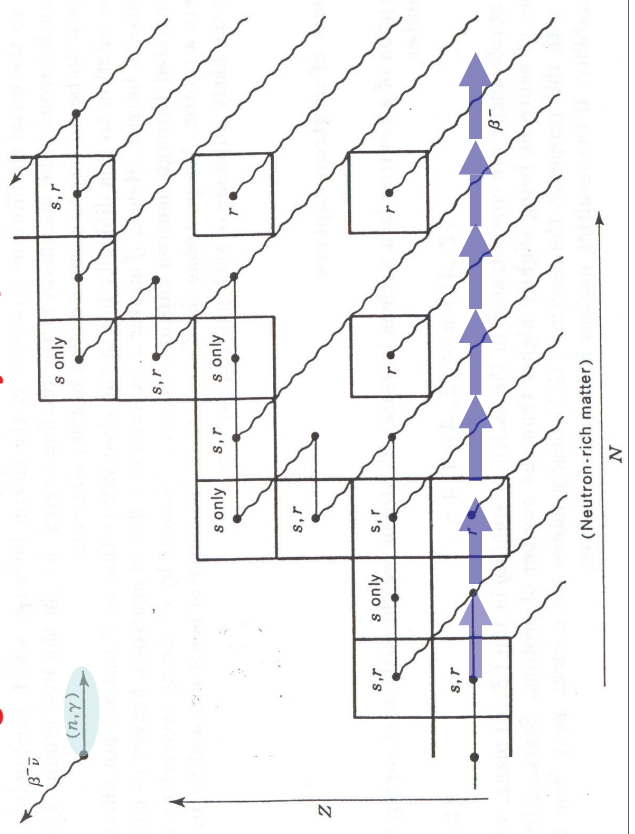 β⁻
s, r
r
r
s only
s,r
s only
r
s,r
s only
s,r
s,r
r
s only
s,r
s,r
(Neutron-rich matter)
N
(n,γ)
β⁻ν̄
Z